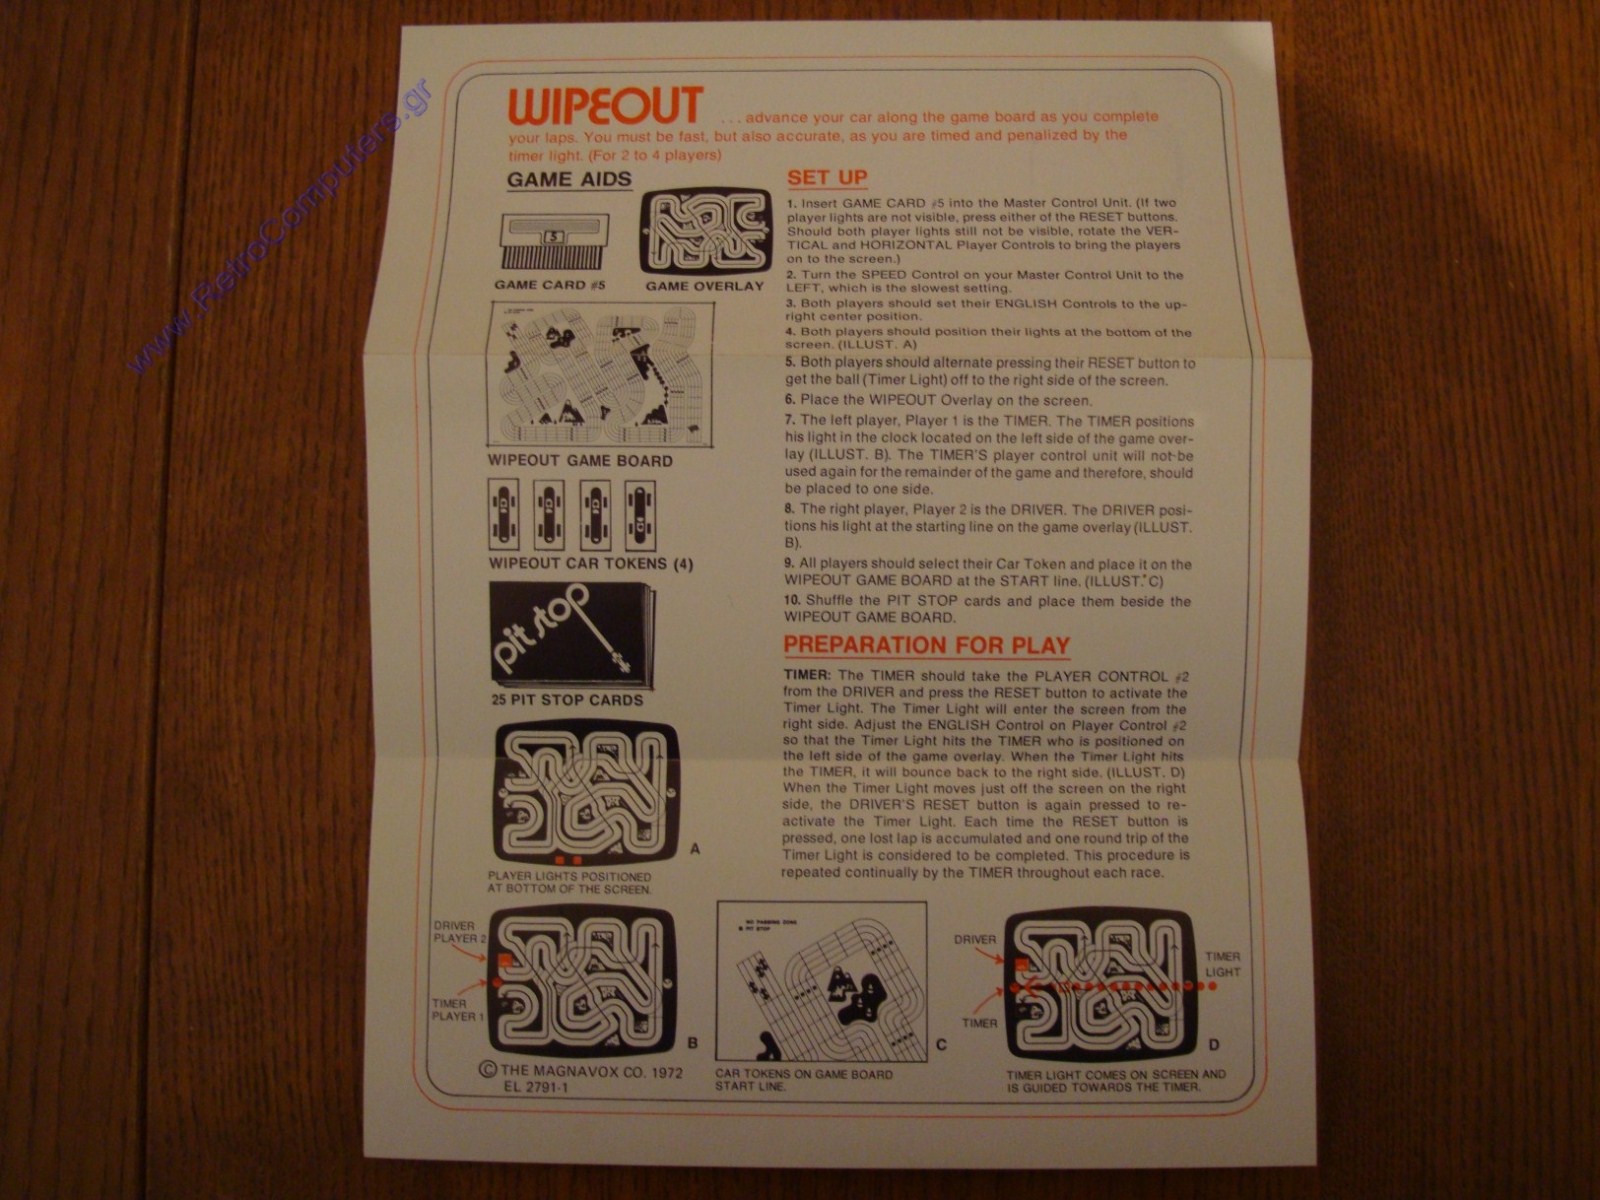 www.RetroComputers.gr
WIPEOUT
... advance your car along the game board as you complete
your laps. You must be fast, but also accurate, as you are timed and penalized by the
timer light. (For 2 to 4 players)
GAME AIDS
5
GAME CARD #5
GAME OVERLAY
WIPEOUT GAME BOARD
WIPEOUT CAR TOKENS (4)
pit stop
25 PIT STOP CARDS
A
PLAYER LIGHTS POSITIONED
AT BOTTOM OF THE SCREEN.
SET UP
1. Insert GAME CARD #5 into the Master Control Unit. (If two
player lights are not visible, press either of the RESET buttons.
Should both player lights still not be visible, rotate the VER-
TICAL and HORIZONTAL Player Controls to bring the players
on to the screen.)
2. Turn the SPEED Control on your Master Control Unit to the
LEFT, which is the slowest setting.
3. Both players should set their ENGLISH Controls to the up-
right center position.
4. Both players should position their lights at the bottom of the
screen. (ILLUST. A)
5. Both players should alternate pressing their RESET button to
get the ball (Timer Light) off to the right side of the screen.
6. Place the WIPEOUT Overlay on the screen.
7. The left player, Player 1 is the TIMER. The TIMER positions
his light in the clock located on the left side of the game over-
lay (ILLUST. B). The TIMER'S player control unit will not be
used again for the remainder of the game and therefore, should
be placed to one side.
8. The right player, Player 2 is the DRIVER. The DRIVER posi-
tions his light at the starting line on the game overlay (ILLUST.
B).
9. All players should select their Car Token and place it on the
WIPEOUT GAME BOARD at the START line. (ILLUST. C)
10. Shuffle the PIT STOP cards and place them beside the
WIPEOUT GAME BOARD.
PREPARATION FOR PLAY
TIMER: The TIMER should take the PLAYER CONTROL #2
from the DRIVER and press the RESET button to activate the
Timer Light. The Timer Light will enter the screen from the
right side. Adjust the ENGLISH Control on Player Control #2
so that the Timer Light hits the TIMER who is positioned on
the left side of the game overlay. When the Timer Light hits
the TIMER, it will bounce back to the right side. (ILLUST. D)
When the Timer Light moves just off the screen on the right
side, the DRIVER'S RESET button is again pressed to re-
activate the Timer Light. Each time the RESET button is
pressed, one lost lap is accumulated and one round trip of the
Timer Light is considered to be completed. This procedure is
repeated continually by the TIMER throughout each race.
DRIVER
PLAYER 2
TIMER
PLAYER 1
B
© THE MAGNAVOX CO. 1972
EL 2791-1
NO PASSING ZONE
PIT STOP
C
CAR TOKENS ON GAME BOARD
START LINE.
DRIVER
TIMER
TIMER
LIGHT
D
TIMER LIGHT COMES ON SCREEN AND
IS GUIDED TOWARDS THE TIMER.